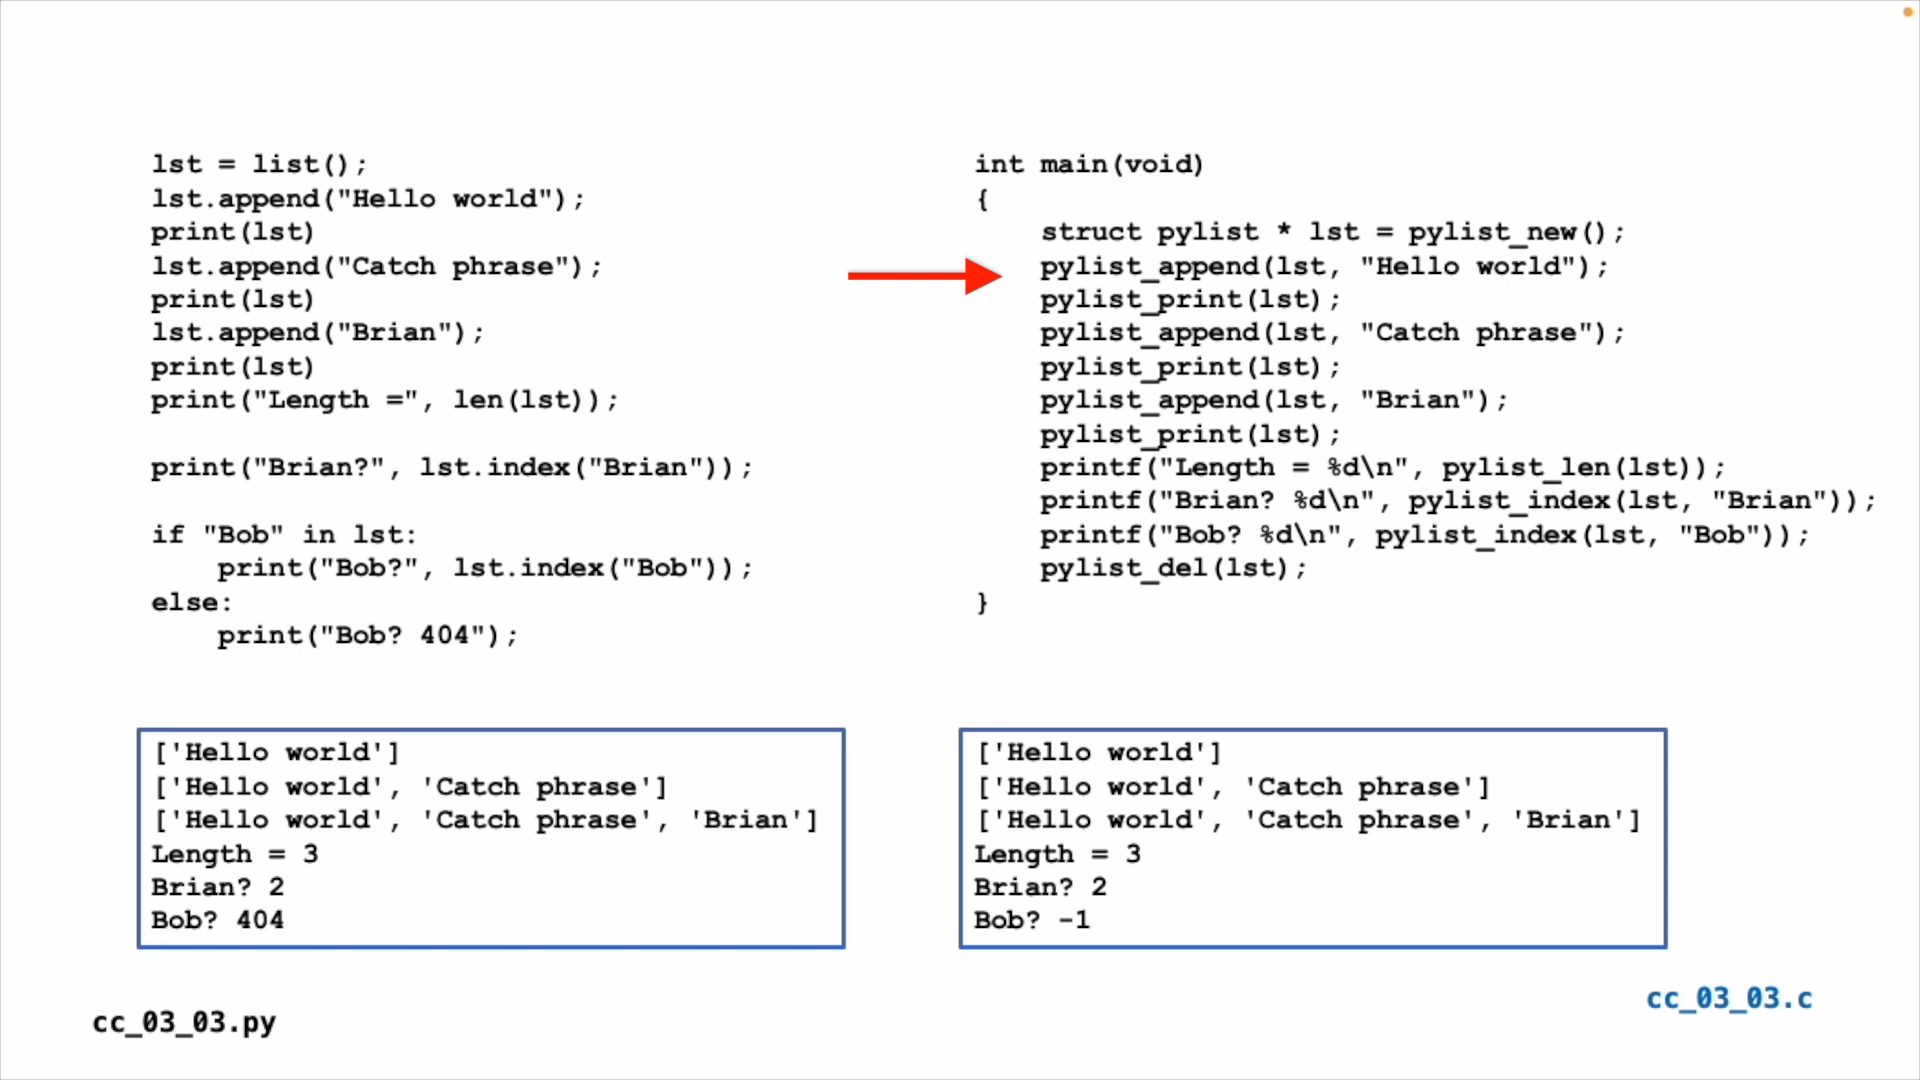 lst = list();
lst.append("Hello world");
print(lst)
lst.append("Catch phrase");
print(lst)
lst.append("Brian");
print(lst)
print("Length =", len(lst));
print("Brian?", lst.index("Brian"));
if "Bob" in lst:
    print("Bob?", lst.index("Bob"));
else:
    print("Bob? 404");
int main(void)
{
    struct pylist * lst = pylist_new();
    pylist_append(lst, "Hello world");
    pylist_print(lst);
    pylist_append(lst, "Catch phrase");
    pylist_print(lst);
    pylist_append(lst, "Brian");
    pylist_print(lst);
    printf("Length = %d\n", pylist_len(lst));
    printf("Brian? %d\n", pylist_index(lst, "Brian"));
    printf("Bob? %d\n", pylist_index(lst, "Bob"));
    pylist_del(lst);
}
['Hello world']
['Hello world', 'Catch phrase']
['Hello world', 'Catch phrase', 'Brian']
Length = 3
Brian? 2
Bob? 404
['Hello world']
['Hello world', 'Catch phrase']
['Hello world', 'Catch phrase', 'Brian']
Length = 3
Brian? 2
Bob? -1
cc_03_03.py
cc_03_03.c